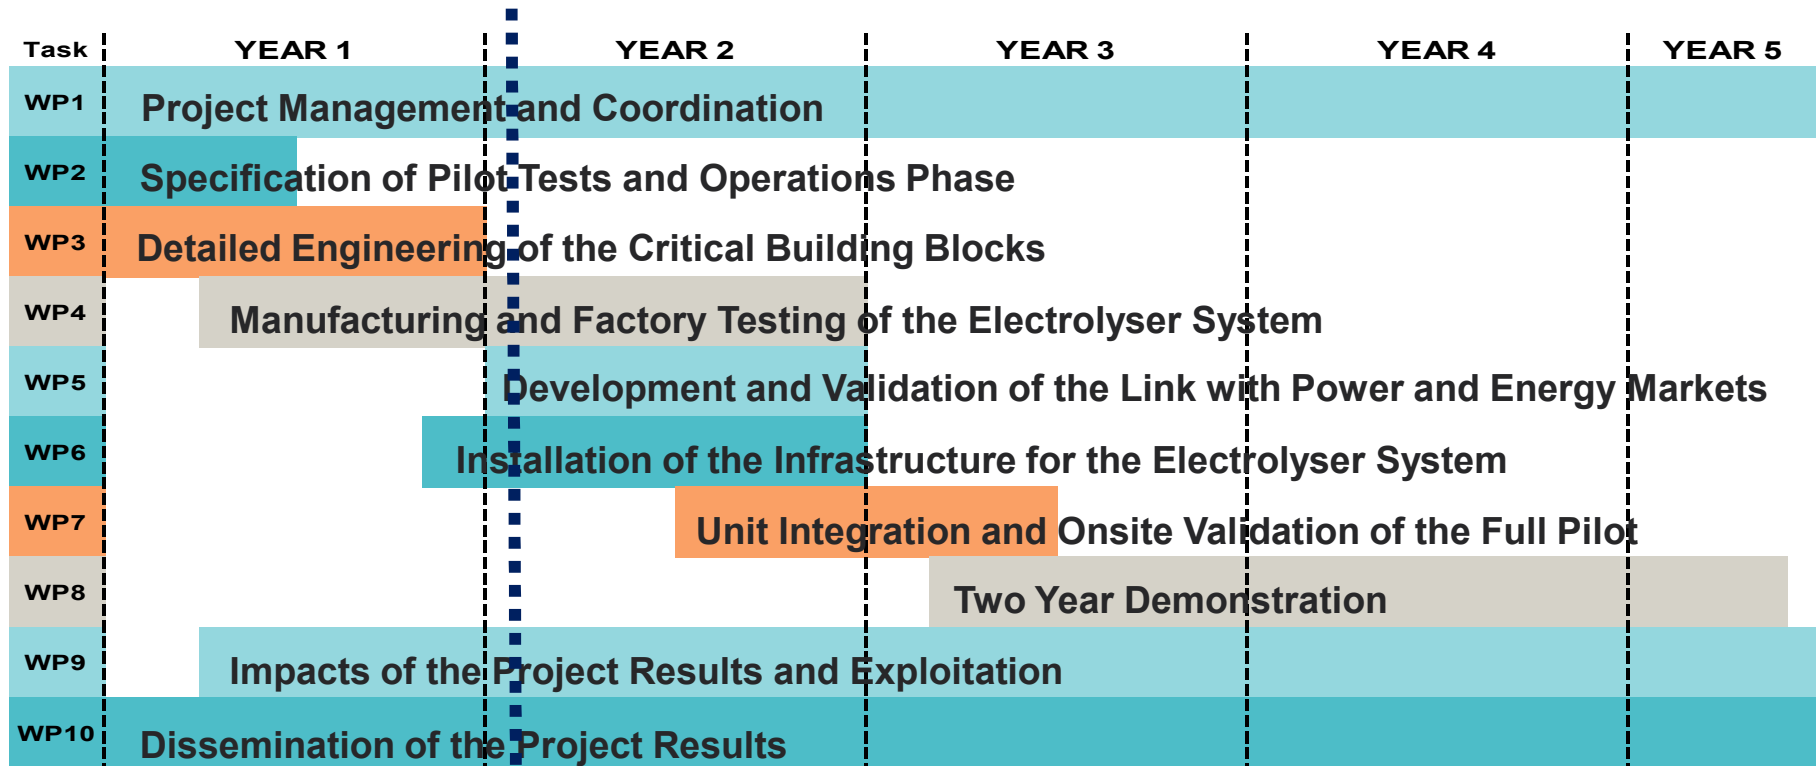 Task YEAR 1 YEAR 2 YEAR 3 YEAR 4 YEAR 5
WP1 Project Management and Coordination
WP2 Specification of Pilot Tests and Operations Phase
WP3 Detailed Engineering of the Critical Building Blocks
WP4 Manufacturing and Factory Testing of the Electrolyser System
WP5 Development and Validation of the Link with Power and Energy Markets
WP6 Installation of the Infrastructure for the Electrolyser System
WP7 Unit Integration and Onsite Validation of the Full Pilot
WP8 Two Year Demonstration
WP9 Impacts of the Project Results and Exploitation
WP10 Dissemination of the Project Results